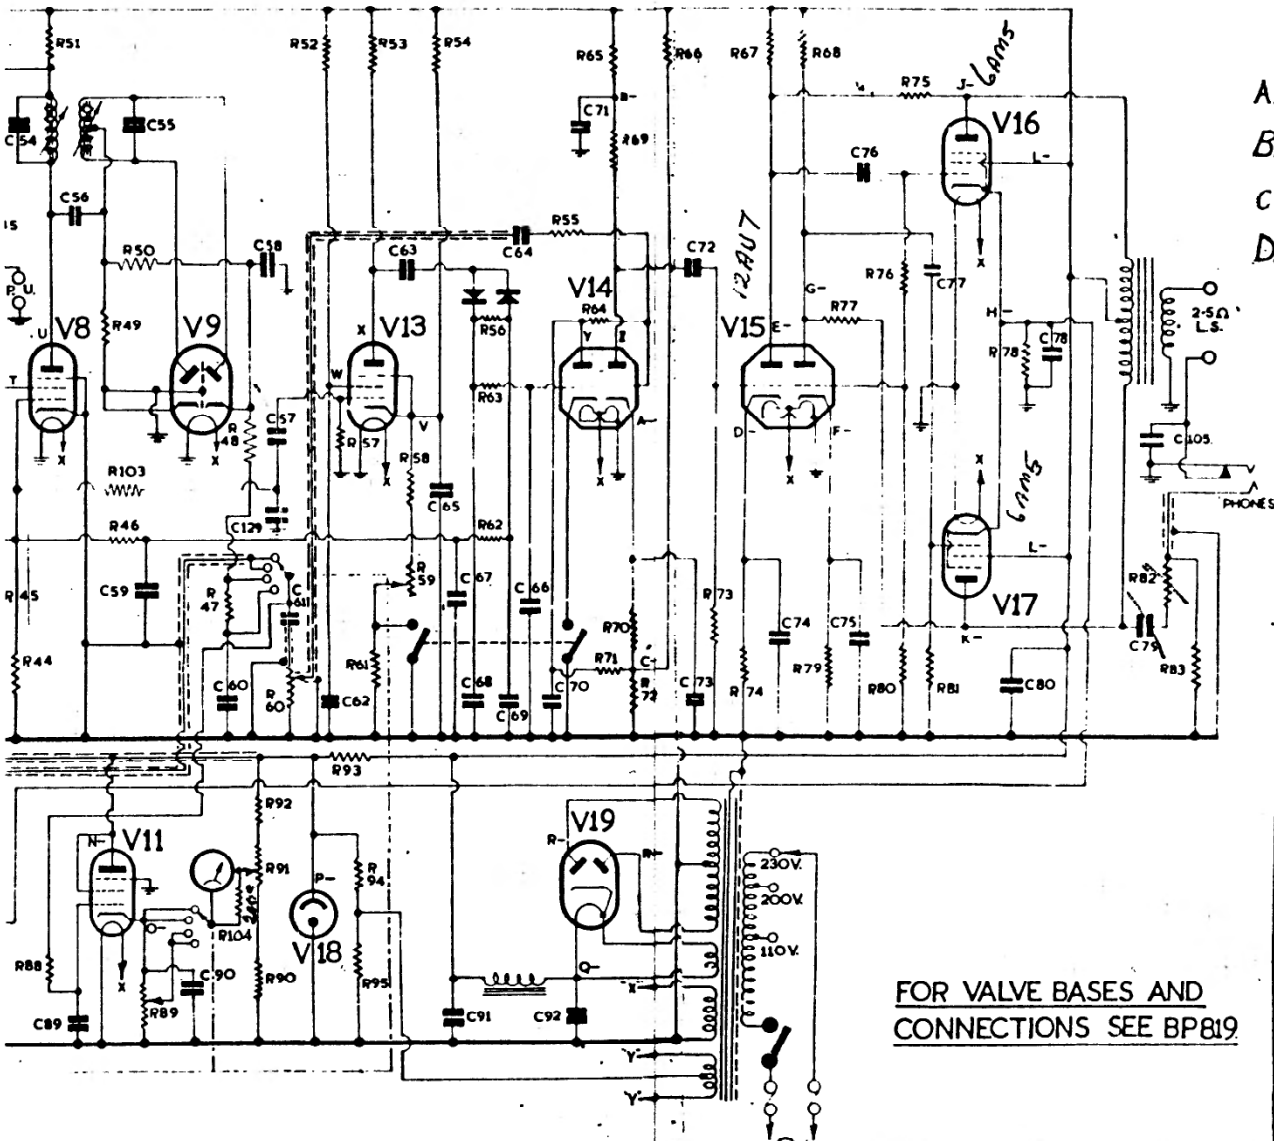 R51
R52
R53
R54
R65
R66
R67
R68
6AM5
R75
J-
A
B
C
D
C54
C55
C71
B-
R69
V16
C76
L-
C56
R55
R50
C58
C63
C64
C72
12AU7
R76
C77
P.U.
V14
G-
R77
H-
2·5Ω
L.S.
U
V8
R49
V9
X
V13
R56
R64
Y
Z
V15
E-
R78
C78
T
W
R63
R48
C57
R57
V
A-
D-
F-
C105
X
X
X
R58
X
X
X
6AM5
PHONES
R103
C65
R46
C129
R62
L-
R45
C59
R47
C61
R59
C67
C66
R73
R82
V17
R70
C74
C75
K-
C79
R44
C60
R60
C62
R61
C68
C69
C70
R71
C-
R72
C73
R74
R79
R80
R81
C80
R83
R93
R92
V11
N-
V19
R-
R-
230V.
R91
P-
R94
200V.
O-
R104
V18
110V.
R88
C90
R90
R95
Q-
X
X
R89
C89
C91
C92
"Y"
"Y"
FOR VALVE BASES AND
CONNECTIONS SEE BP819.